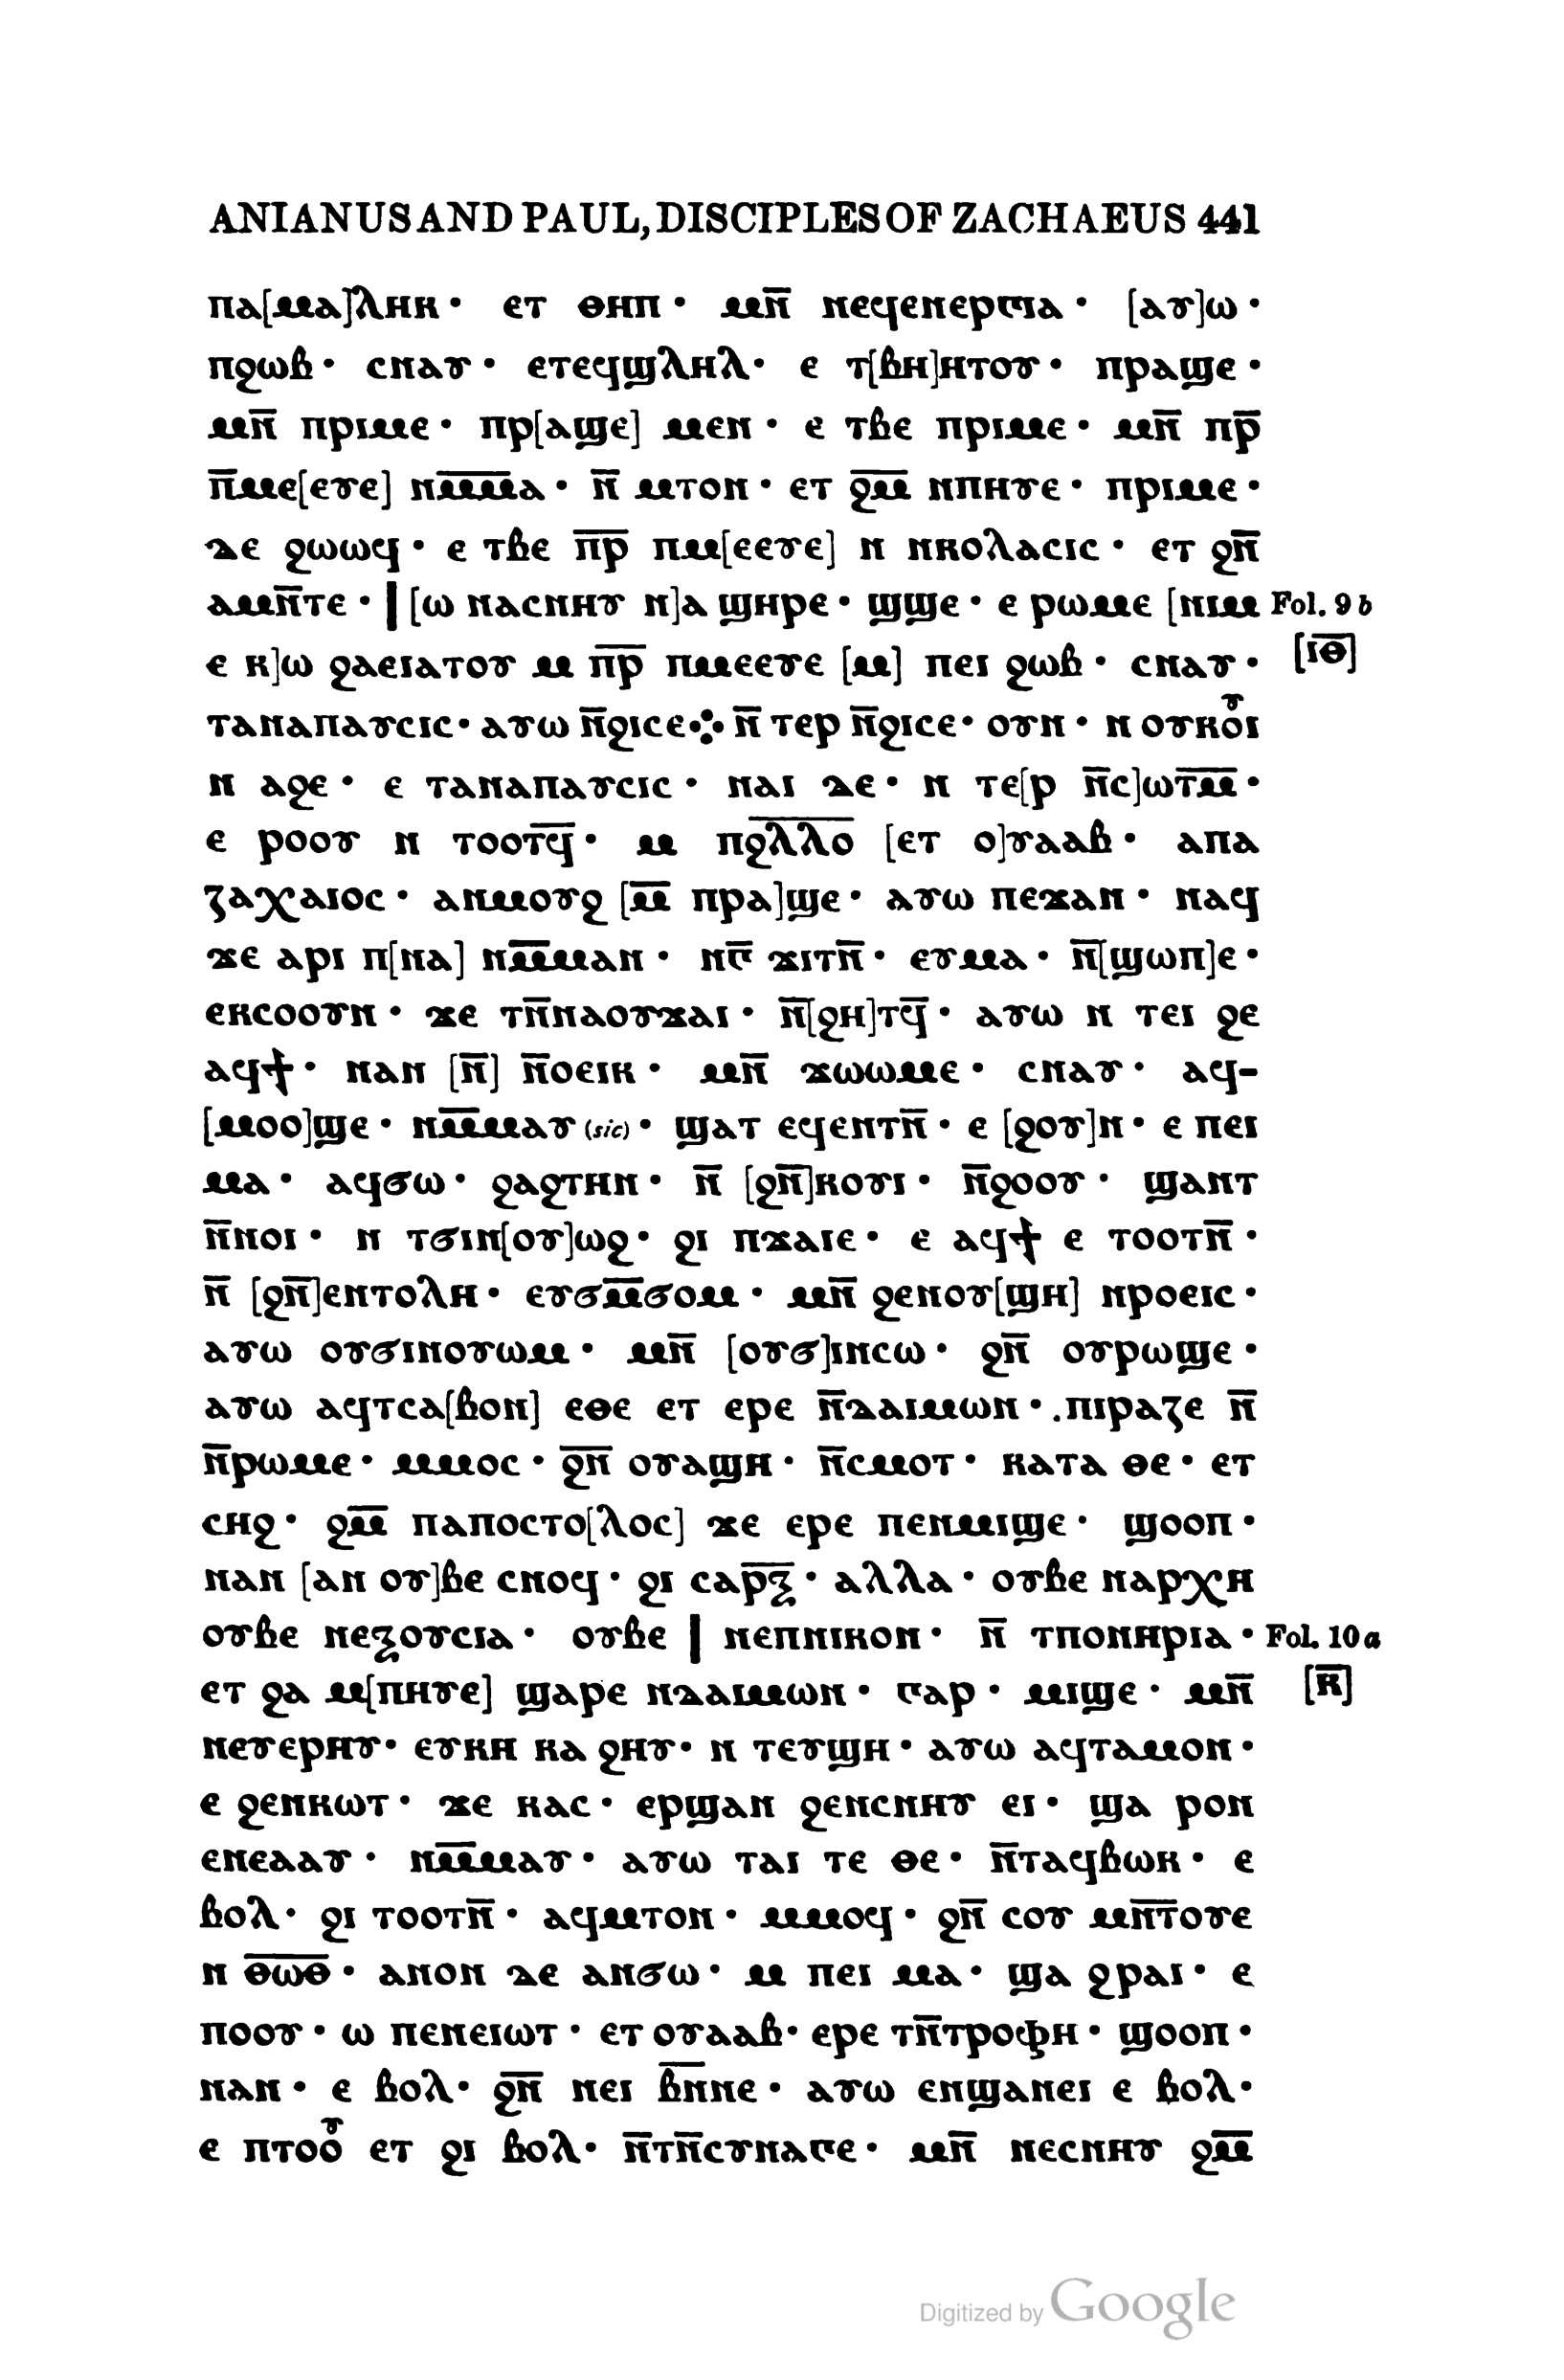 ANIANUS AND PAUL, DISCIPLES OF ZACHAEUS 441
ⲡⲁ[ⲙⲁ]ⲗⲏⲕ · ⲉⲧ ⲑⲏⲡ · ⲙⲛ̄ ⲛⲉϥⲉⲛⲉⲣⲅⲓⲁ · [ⲁⲩ]ⲱ ·
ⲡϩⲱⲃ · ⲥⲛⲁⲩ · ⲉⲧⲉϥϣⲗⲏⲗ · ⲉ ⲧ[ⲃⲏ]ⲏⲧⲟⲩ · ⲡⲣⲁϣⲉ ·
ⲙⲛ̄ ⲡⲣⲓⲙⲉ · ⲡⲣ[ⲁϣⲉ] ⲙⲉⲛ · ⲉ ⲧⲃⲉ ⲡⲣⲓⲙⲉ · ⲙⲛ̄ ⲡⲣ̄
ⲡ̄ⲙⲉ[ⲉⲩⲉ] ⲛⲙ̄ⲙ̄ⲁ · ⲛ̄ ⲙⲧⲟⲛ · ⲉⲧ ϩ̄ⲙ̄ ⲙⲡⲏⲩⲉ · ⲡⲣⲓⲙⲉ ·
ⲇⲉ ϩⲱⲱϥ · ⲉ ⲧⲃⲉ ⲡ̄ⲣ̄ ⲡⲙ[ⲉⲉⲩⲉ] ⲛ ⲛⲕⲟⲗⲁⲥⲓⲥ · ⲉⲧ ϩⲛ̄
ⲁⲙⲛ̄ⲧⲉ · | [ⲱ ⲛⲁⲥⲛⲏⲩ ⲛ]ⲁ ϣⲏⲣⲉ · ϣϣⲉ · ⲉ ⲣⲱⲙⲉ [ⲛⲓⲙ Fol. 9 b
ⲉ ⲕ]ⲱ ϩⲁⲉⲓⲁⲧⲟⲩ ⲙ ⲡ̄ⲣ̄ ⲡⲙⲉⲉⲩⲉ [ⲙ] ⲡⲉⲓ ϩⲱⲃ · ⲥⲛⲁⲩ · [ⲓ̄ⲑ̄]
ⲧⲁⲛⲁⲡⲁⲩⲥⲓⲥ · ⲁⲩⲱ ⲛ̄ϩⲓⲥⲉ ⁘ ⲛ̄ ⲧⲉⲣ ⲛ̄ϩⲓⲥⲉ · ⲟⲩⲛ · ⲛ ⲟⲩⲕⲟⲩⲓ
ⲛ ⲁϩⲉ · ⲉ ⲧⲁⲛⲁⲡⲁⲩⲥⲓⲥ · ⲛⲁⲓ ⲇⲉ · ⲛ ⲧⲉ[ⲣ ⲛ̄ⲥ]ⲱⲧ̄ⲙ̄ ·
ⲉ ⲣⲟⲟⲩ ⲛ ⲧⲟⲟⲧϥ̄ · ⲙ ⲡϩ̄ⲗ̄ⲗ̄ⲟ̄ [ⲉⲧ ⲟ]ⲩⲁⲁⲃ · ⲁⲡⲁ
ⲍⲁⲭⲁⲓⲟⲥ · ⲁⲛⲙⲟⲩϩ [ⲙ̄ ⲡⲣⲁ]ϣⲉ · ⲁⲩⲱ ⲡⲉϫⲁⲛ · ⲛⲁϥ
ϫⲉ ⲁⲣⲓ ⲡ[ⲛⲁ] ⲛⲙ̄ⲙⲁⲛ · ⲛⲅ̄ ϫⲓⲧⲛ̄ · ⲉⲩⲙⲁ · ⲛ̄[ϣⲱⲡ]ⲉ ·
ⲉⲕⲥⲟⲟⲩⲛ · ϫⲉ ⲧⲛ̄ⲛⲁⲟⲩϫⲁⲓ · ⲛ̄[ϩⲏ]ⲧϥ̄ · ⲁⲩⲱ ⲛ ⲧⲉⲓ ϩⲉ
ⲁϥϯ · ⲛⲁⲛ [ⲛ̄] ⲛ̄ⲟⲉⲓⲕ · ⲙⲛ̄ ϫⲱⲱⲙⲉ · ⲥⲛⲁⲩ · ⲁϥ-
[ⲙⲟⲟ]ϣⲉ · ⲛⲙ̄ⲙⲁⲩ (sic) · ϣⲁⲧ ⲉϥⲉⲛⲧⲛ̄ · ⲉ [ϩⲟⲩ]ⲛ · ⲉ ⲡⲉⲓ
ⲙⲁ · ⲁϥϭⲱ · ϩⲁϩⲧⲏⲛ · ⲛ̄ [ϩⲛ̄]ⲕⲟⲩⲓ · ⲛ̄ϩⲟⲟⲩ · ϣⲁⲛⲧ
ⲛ̄ⲛⲟⲓ · ⲛ ⲧϭⲓⲛ[ⲟⲩ]ⲱϩ · ϩⲓ ⲡϫⲁⲓⲉ · ⲉ ⲁϥϯ ⲉ ⲧⲟⲟⲧⲛ̄ ·
ⲛ̄ [ϩⲛ̄]ⲉⲛⲧⲟⲗⲏ · ⲉⲩϭⲙ̄ϭⲟⲙ · ⲙⲛ̄ ϩⲉⲛⲟⲩ[ϣⲏ] ⲛⲣⲟⲉⲓⲥ ·
ⲁⲩⲱ ⲟⲩϭⲓⲛⲟⲩⲱⲙ · ⲙⲛ̄ [ⲟⲩϭ]ⲓⲛⲥⲱ · ϩⲛ̄ ⲟⲩⲣⲱϣⲉ ·
ⲁⲩⲱ ⲁϥⲧⲥⲁ[ⲃⲟⲛ] ⲉⲑⲉ ⲉⲧ ⲉⲣⲉ ⲛ̄ⲇⲁⲓⲙⲱⲛ · . ⲡⲓⲣⲁⲍⲉ ⲛ̄
ⲛ̄ⲣⲱⲙⲉ · ⲙⲙⲟⲥ · ϩ̄ⲛ̄ ⲟⲩⲁϣⲏ · ⲛ̄ⲥⲙⲟⲧ · ⲕⲁⲧⲁ ⲑⲉ · ⲉⲧ
ⲥⲏϩ · ϩⲙ̄ ⲡⲁⲡⲟⲥⲧⲟ[ⲗⲟⲥ] ϫⲉ ⲉⲣⲉ ⲡⲉⲛⲙⲓϣⲉ · ϣⲟⲟⲡ ·
ⲛⲁⲛ [ⲁⲛ ⲟⲩ]ⲃⲉ ⲥⲛⲟϥ · ϩⲓ ⲥⲁⲣ̄ⲝ̄ · ⲁⲗⲗⲁ · ⲟⲩⲃⲉ ⲛⲁⲣⲭⲏ
ⲟⲩⲃⲉ ⲛⲉⲝⲟⲩⲥⲓⲁ · ⲟⲩⲃⲉ | ⲛⲉⲡⲛⲓⲕⲟⲛ · ⲛ̄ ⲧⲡⲟⲛⲏⲣⲓⲁ · Fol. 10 a
ⲉⲧ ϩⲁ ⲙ[ⲡⲏⲩⲉ] ϣⲁⲣⲉ ⲛⲇⲁⲓⲙⲱⲛ · ⲅⲁⲣ · ⲙⲓϣⲉ · ⲙⲛ̄ [ⲕ̄]
ⲛⲉⲩⲉⲣⲏⲩ · ⲉⲩⲕⲏ ⲕⲁ ϩⲏⲩ · ⲛ ⲧⲉⲩϣⲏ · ⲁⲩⲱ ⲁϥⲧⲁⲙⲟⲛ ·
ⲉ ϩⲉⲛⲕⲱⲧ · ϫⲉ ⲕⲁⲥ · ⲉⲣϣⲁⲛ ϩⲉⲛⲥⲛⲏⲩ ⲉⲓ · ϣⲁ ⲣⲟⲛ
ⲉⲛⲉⲁⲁⲩ · ⲛⲙ̄ⲙⲁⲩ · ⲁⲩⲱ ⲧⲁⲓ ⲧⲉ ⲑⲉ · ⲛ̄ⲧⲁϥⲃⲱⲕ · ⲉ
ⲃⲟⲗ · ϩⲓ ⲧⲟⲟⲧⲛ̄ · ⲁϥⲙⲧⲟⲛ · ⲙⲙⲟϥ · ϩⲛ̄ ⲥⲟⲩ ⲙⲛ̄ⲧⲟⲩⲉ
ⲛ ⲑ̄ⲱ̄ⲑ̄ · ⲁⲛⲟⲛ ⲇⲉ ⲁⲛϭⲱ · ⲙ ⲡⲉⲓ ⲙⲁ · ϣⲁ ϩⲣⲁⲓ · ⲉ
ⲡⲟⲟⲩ · ⲱ ⲡⲉⲛⲉⲓⲱⲧ · ⲉⲧ ⲟⲩⲁⲁⲃ · ⲉⲣⲉ ⲧⲛ̄ⲧⲣⲟⲫⲏ · ϣⲟⲟⲡ ·
ⲛⲁⲛ · ⲉ ⲃⲟⲗ · ϩ̄ⲛ̄ ⲛⲉⲓ ⲃ̄ⲛ̄ⲛⲉ · ⲁⲩⲱ ⲉⲛϣⲁⲛⲉⲓ ⲉ ⲃⲟⲗ ·
ⲉ ⲡⲧⲟⲟⲩ ⲉⲧ ϩⲓ ⲃⲟⲗ · ⲛ̄ⲧⲛ̄ⲥⲩⲛⲁⲅⲉ · ⲙⲛ̄ ⲛⲉⲥⲛⲏⲩ ϩⲙ̄
Digitized by Google